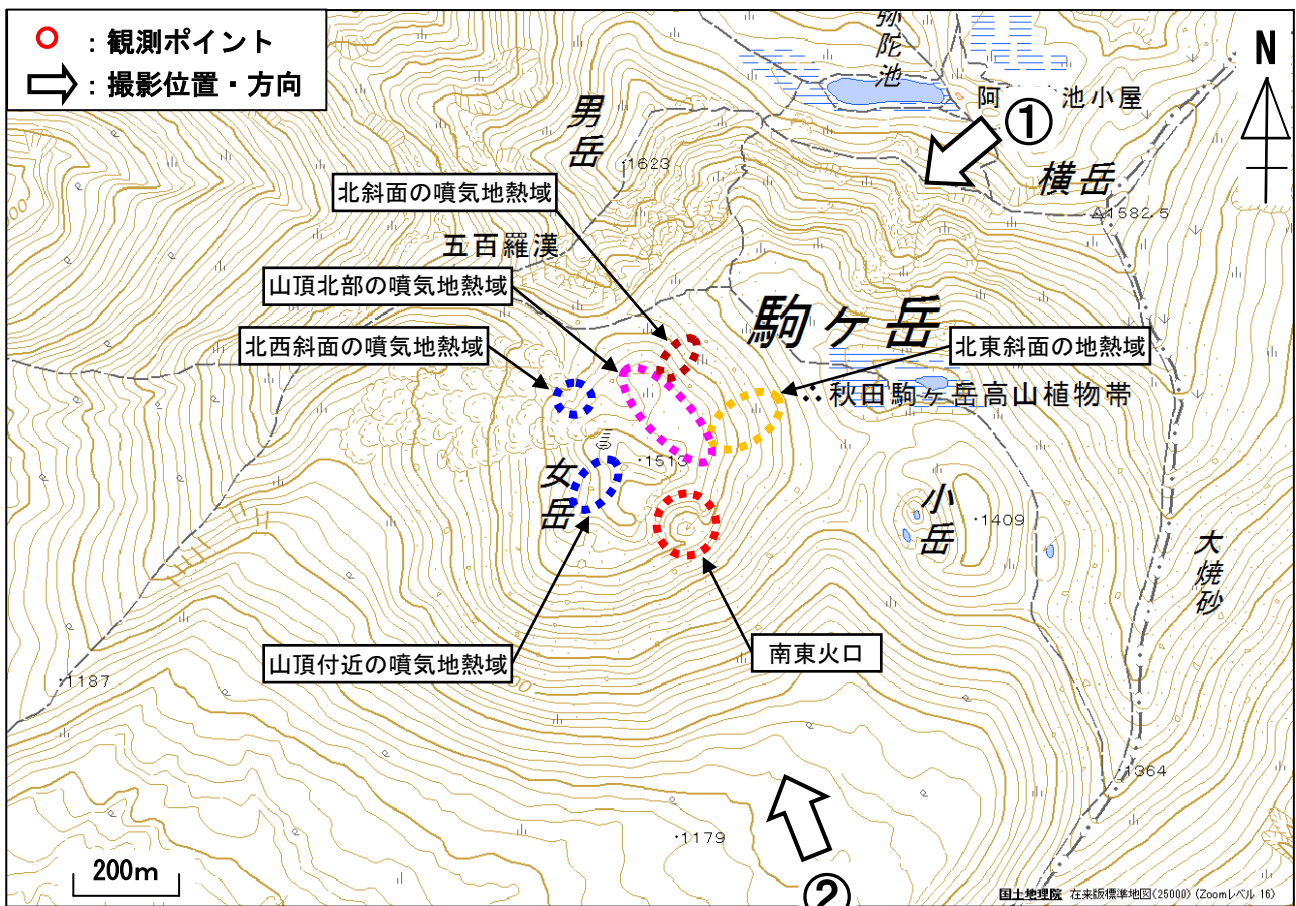 ：観測ポイント
：撮影位置・方向
N
弥陀池
阿
池小屋
①
男岳
・1623
横岳
△1582.5
北斜面の噴気地熱域
五百羅漢
山頂北部の噴気地熱域
駒ヶ岳
北西斜面の噴気地熱域
北東斜面の地熱域
∴秋田駒ヶ岳高山植物帯
・1513
女岳
小岳
・1409
大焼砂
山頂付近の噴気地熱域
南東火口
・1187
・1364
・1179
200m
②
国土地理院 在来版標準地図(25000) (Zoomレベル 16)